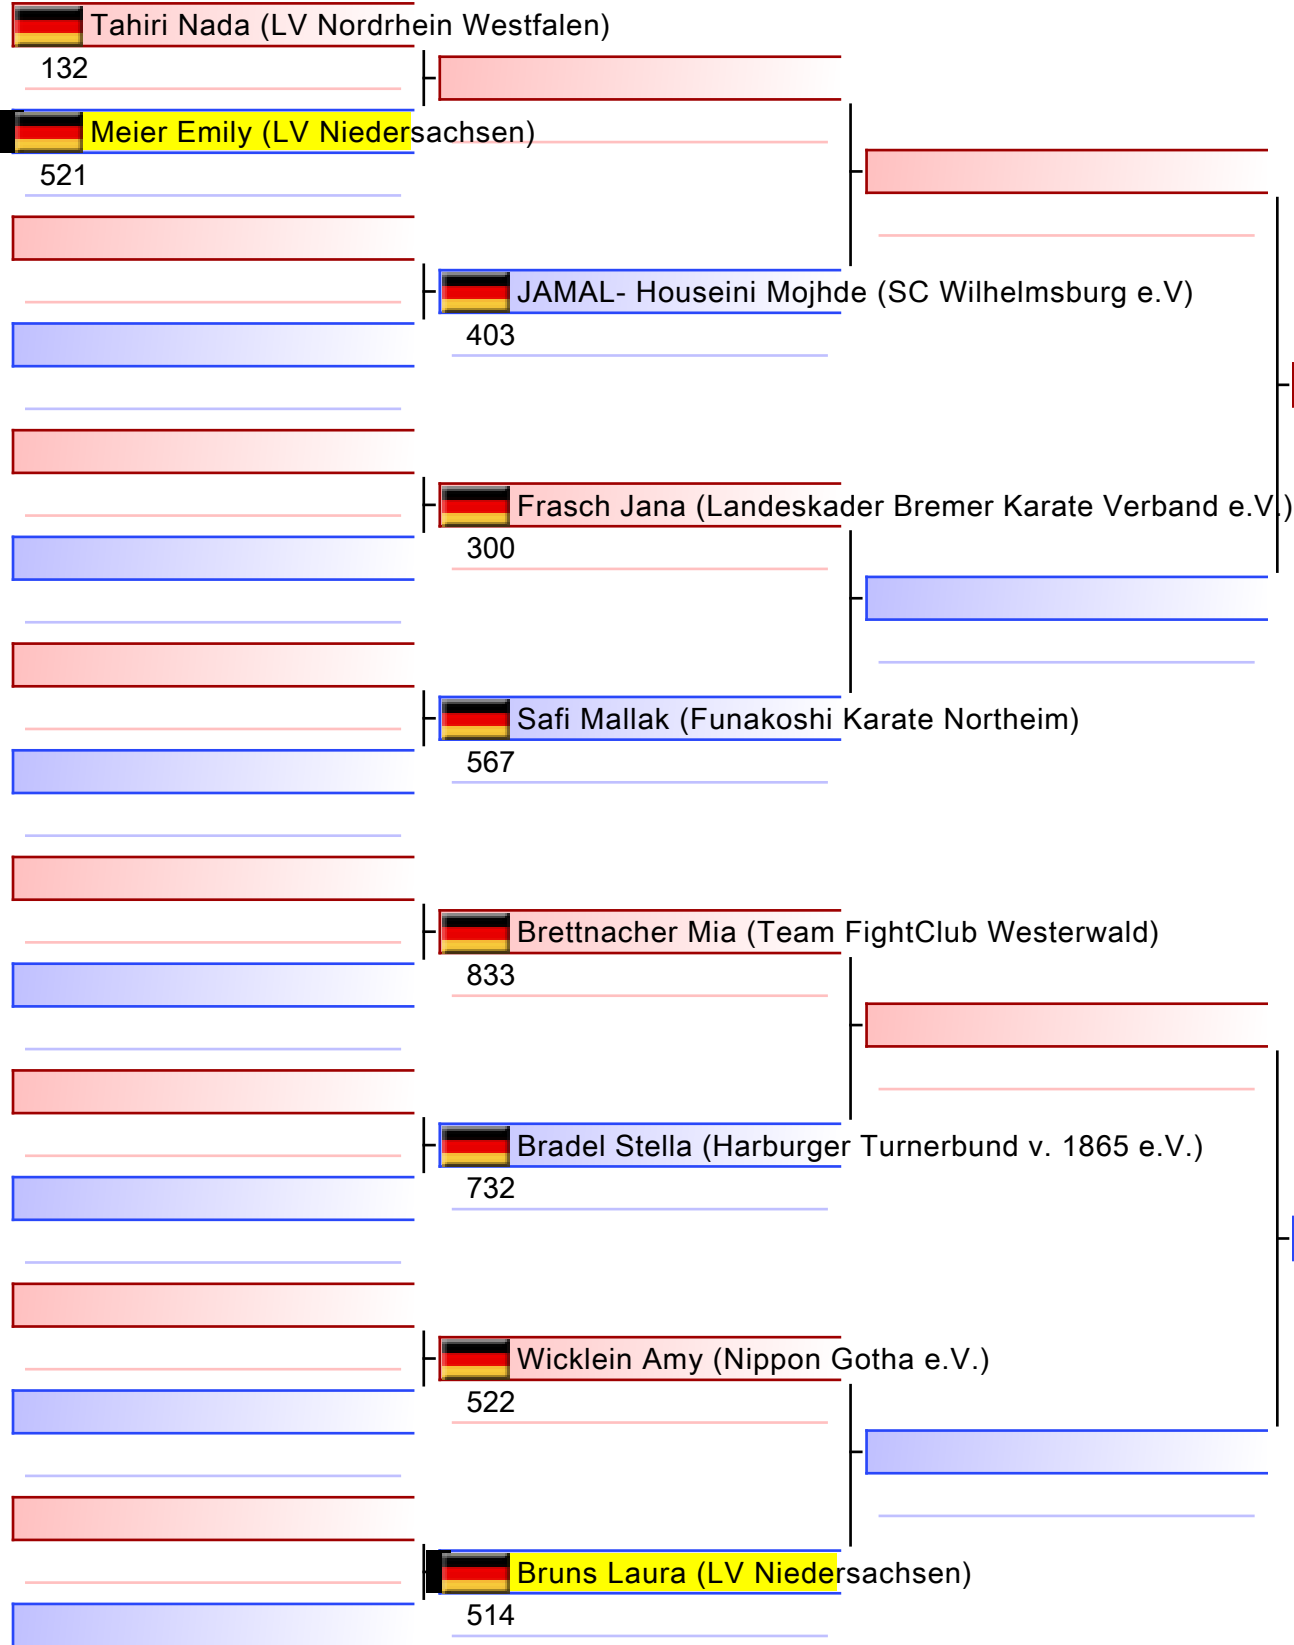 Tahiri Nada (LV Nordrhein Westfalen)
132
Meier Emily (LV Niedersachsen)
521
JAMAL- Houseini Mojhde (SC Wilhelmsburg e.V)
403
Frasch Jana (Landeskader Bremer Karate Verband e.V.)
300
Safi Mallak (Funakoshi Karate Northeim)
567
Brettnacher Mia (Team FightClub Westerwald)
833
Bradel Stella (Harburger Turnerbund v. 1865 e.V.)
732
Wicklein Amy (Nippon Gotha e.V.)
522
Bruns Laura (LV Niedersachsen)
514